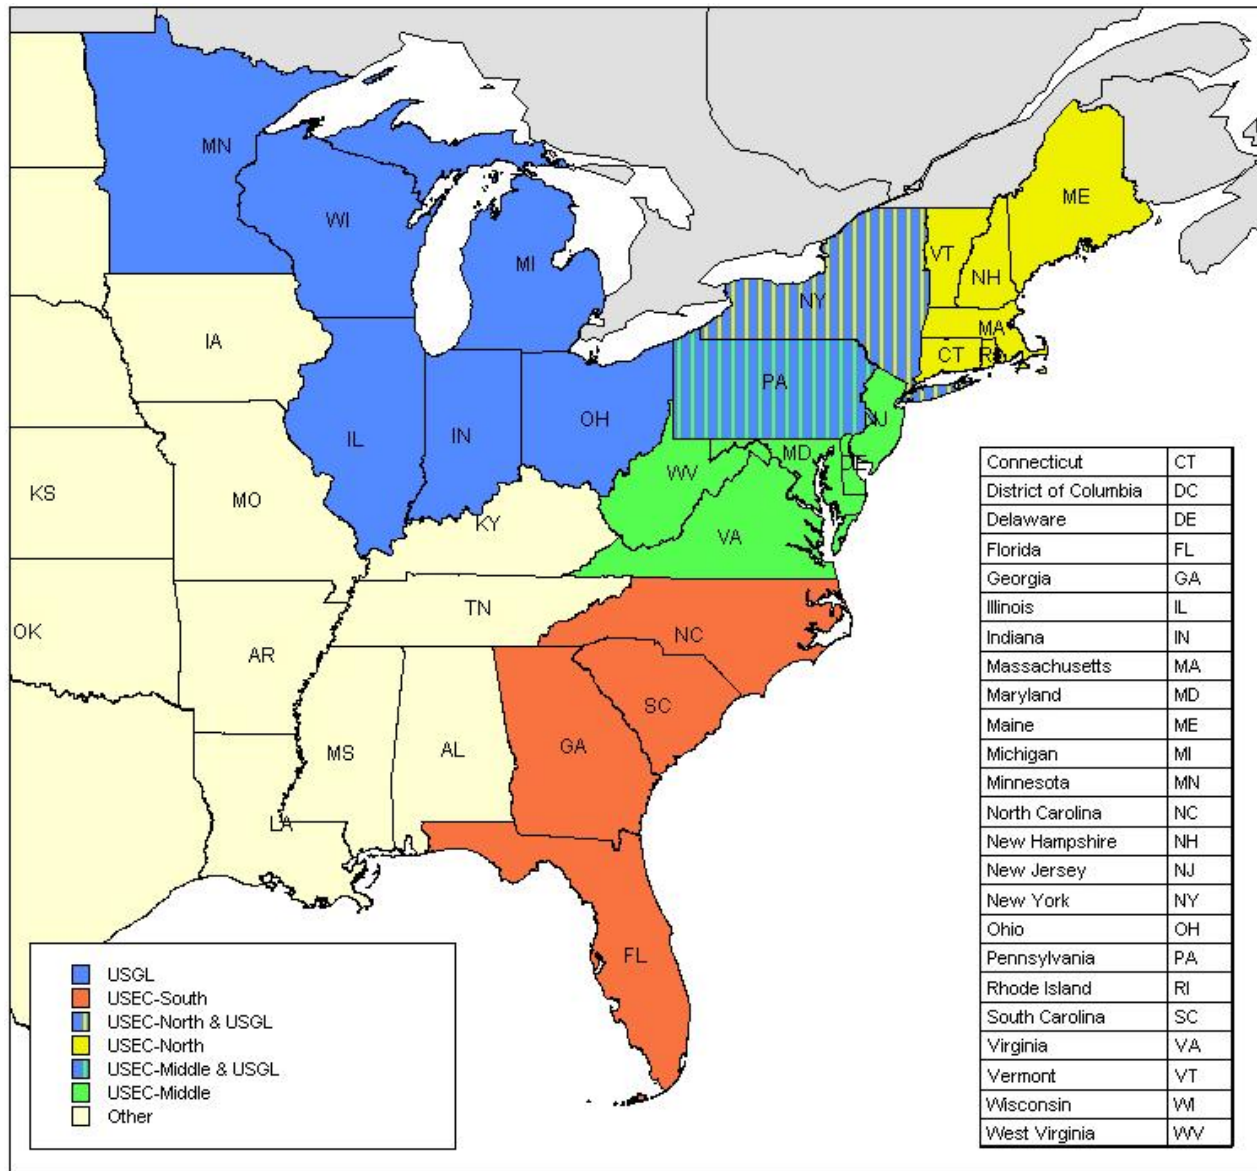 MN
ME
WI
MI
VT
NH
NY
MA
IA
CT
RI
PA
OH
NJ
IL
IN
MD
DE
WV
KS
MO
KY
VA
TN
OK
AR
NC
SC
MS
AL
GA
LA
FL
Connecticut CT
District of Columbia DC
Delaware DE
Florida FL
Georgia GA
Illinois IL
Indiana IN
Massachusetts MA
Maryland MD
Maine ME
Michigan MI
Minnesota MN
North Carolina NC
New Hampshire NH
New Jersey NJ
New York NY
Ohio OH
Pennsylvania PA
Rhode Island RI
South Carolina SC
Virginia VA
Vermont VT
Wisconsin WI
West Virginia WV
USGL
USEC-South
USEC-North & USGL
USEC-North
USEC-Middle & USGL
USEC-Middle
Other